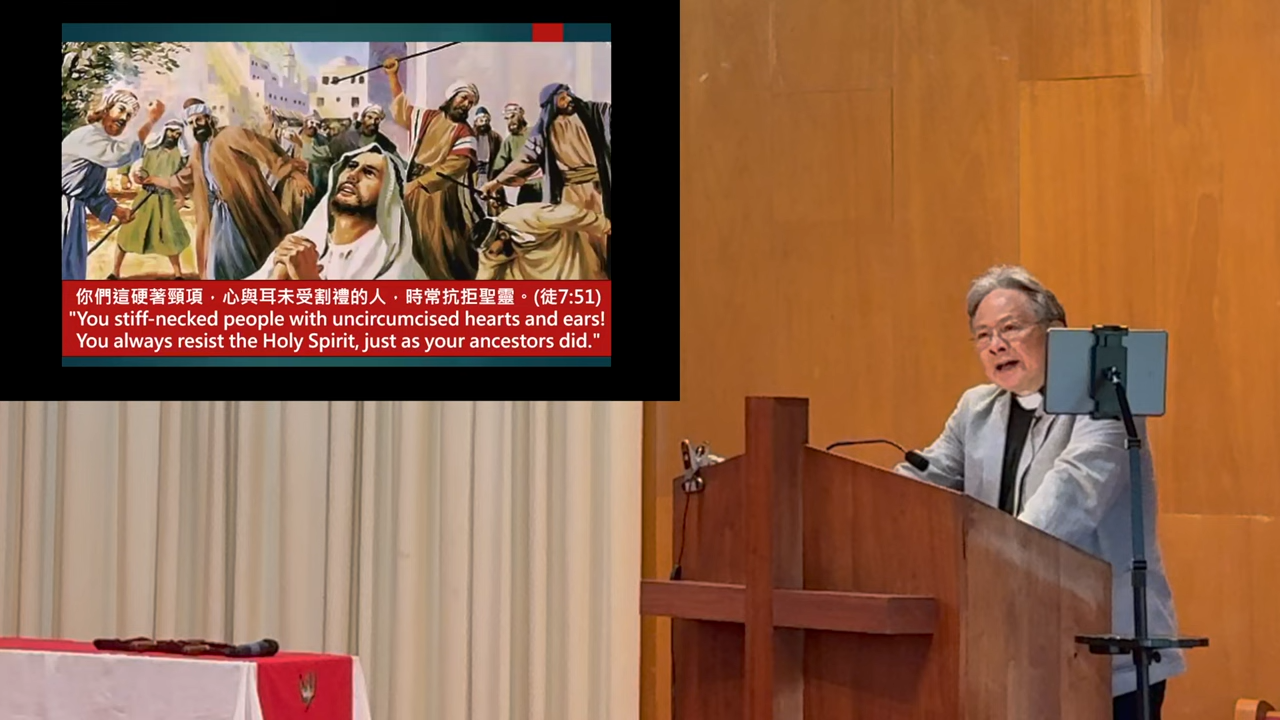 你們這硬著頸項，心與耳未受割禮的人，時常抗拒聖靈。(徒7:51)
"You stiff-necked people with uncircumcised hearts and ears!
You always resist the Holy Spirit, just as your ancestors did."